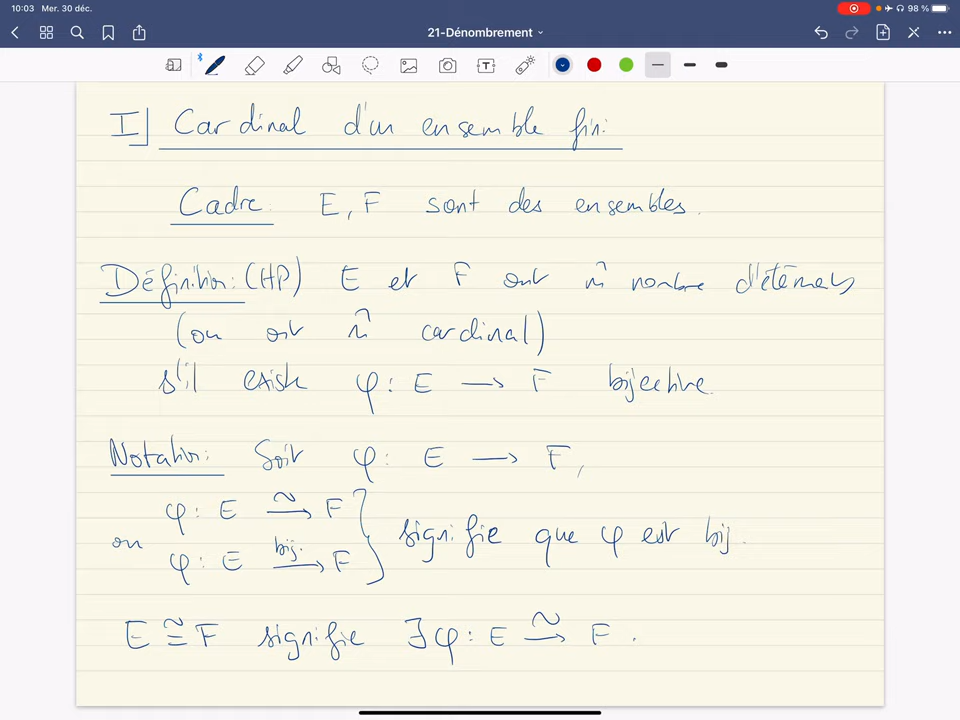 10:03 Mer. 30 déc.
98 %
21-Dénombrement
I] Cardinal d'un ensemble fini
Cadre: E, F sont des ensembles.
Définition: (HP) E et F ont m̂ nombre d'éléments
(ou ont m̂ cardinal)
s'il existe φ: E → F bijective.
Notation: Soit φ: E → F,
φ: E ⥲ F
ou
φ: E bij.→ F
signifie que φ est bij.
E ≅ F signifie ∃ φ: E ⥲ F.